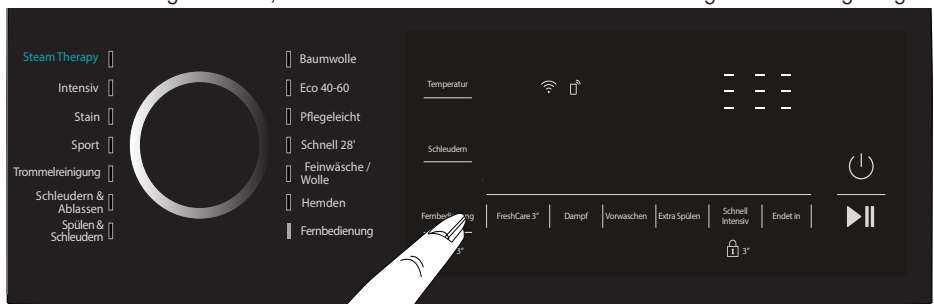 Steam Therapy
Intensiv
Stain
Sport
Trommelreinigung
Schleudern &
Ablassen
Spülen &
Schleudern
Baumwolle
Eco 40-60
Pflegeleicht
Schnell 28'
Feinwäsche /
Wolle
Hemden
Fernbedienung
Temperatur
Schleudern
FreshCare 3"
Dampf
Vorwaschen
Extra Spülen
Schnell
Intensiv
Endet in
3"
3"